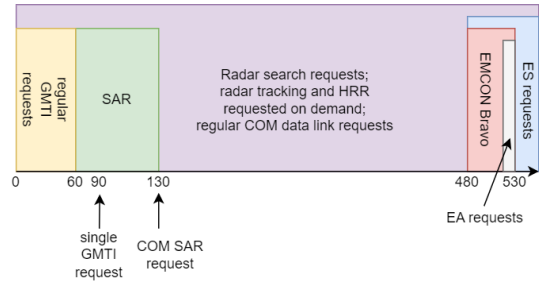 regular
GMTI
requests
SAR
Radar search requests;
radar tracking and HRR
requested on demand;
regular COM data link requests
EMCON Bravo
ES requests
0
60
90
130
480
530
single
GMTI
request
COM SAR
request
EA requests